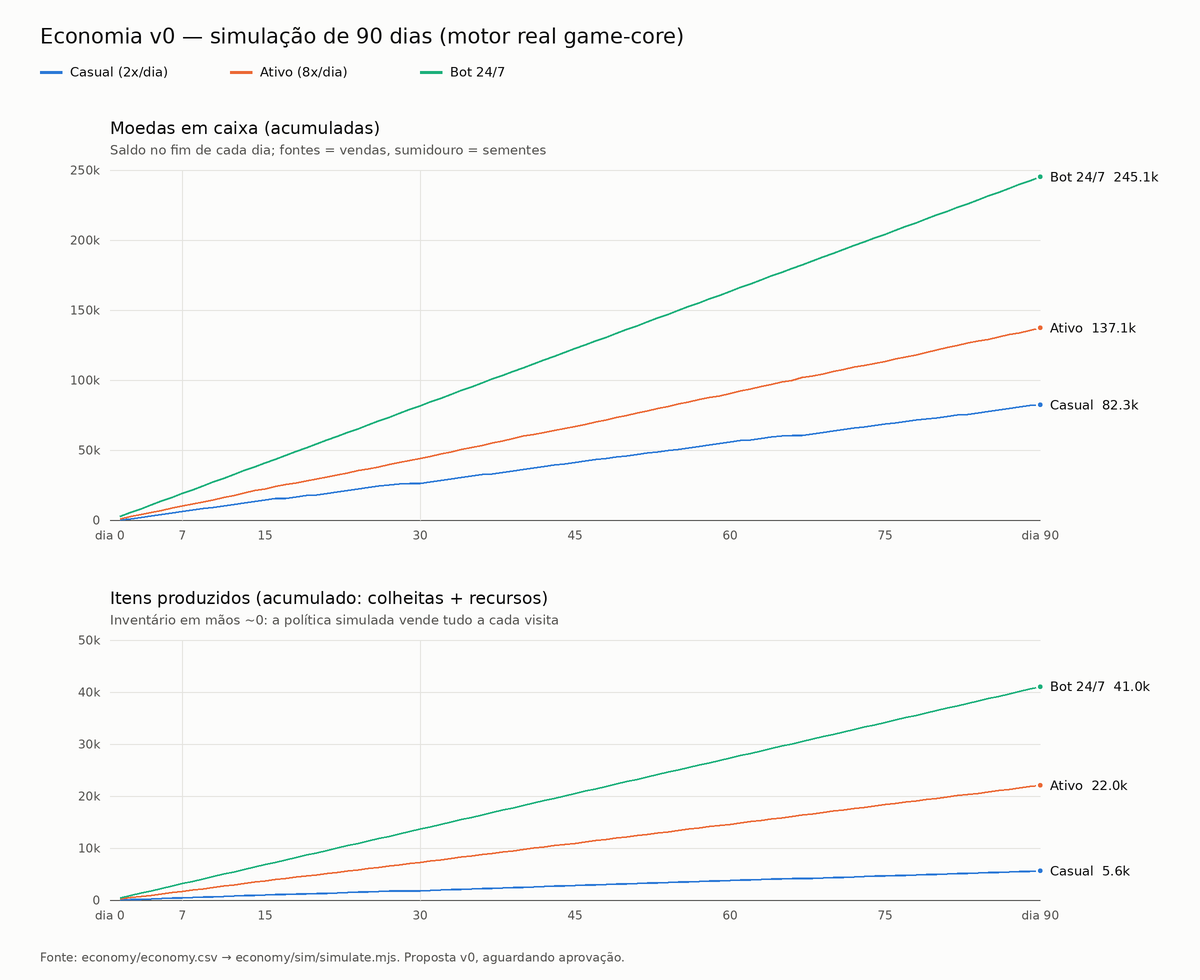 Economia v0 — simulação de 90 dias (motor real game-core)
Casual (2x/dia) Ativo (8x/dia) Bot 24/7
Moedas em caixa (acumuladas)
Saldo no fim de cada dia; fontes = vendas, sumidouro = sementes
250k
Bot 24/7 245.1k
200k
150k
Ativo 137.1k
100k
Casual 82.3k
50k
0
dia 0 7 15 30 45 60 75 dia 90
Itens produzidos (acumulado: colheitas + recursos)
Inventário em mãos ~0: a política simulada vende tudo a cada visita
50k
Bot 24/7 41.0k
40k
30k
Ativo 22.0k
20k
10k
Casual 5.6k
0
dia 0 7 15 30 45 60 75 dia 90
Fonte: economy/economy.csv → economy/sim/simulate.mjs. Proposta v0, aguardando aprovação.